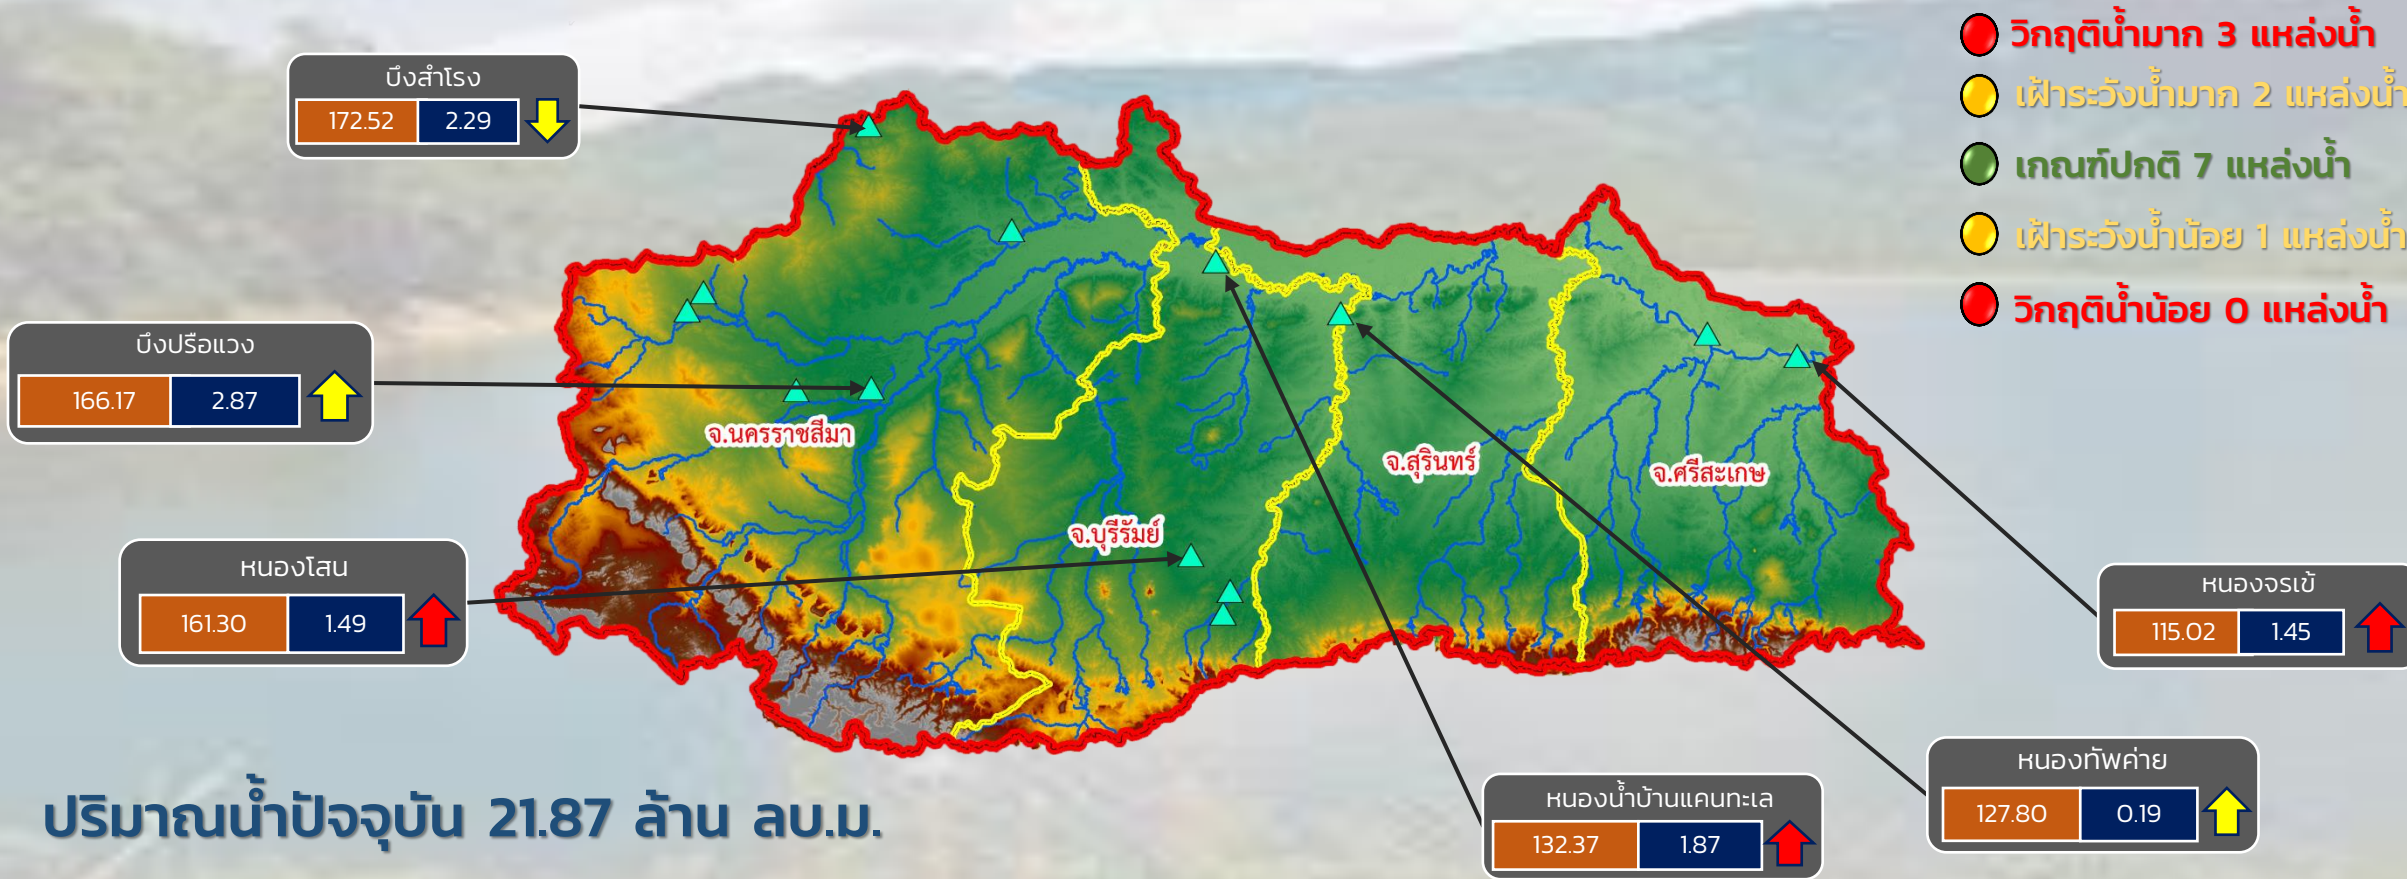 วิกฤติน้ำมาก 3 แหล่งน้ำ
เฝ้าระวังน้ำมาก 2 แหล่งน้ำ
เกณฑ์ปกติ 7 แหล่งน้ำ
เฝ้าระวังน้ำน้อย 1 แหล่งน้ำ
วิกฤติน้ำน้อย 0 แหล่งน้ำ
บึงสำโรง
172.52 2.29
บึงปรือแวง
166.17 2.87
หนองโสน
161.30 1.49
จ.นครราชสีมา
จ.บุรีรัมย์
จ.สุรินทร์
จ.ศรีสะเกษ
หนองจรเข้
115.02 1.45
หนองทัพค่าย
127.80 0.19
หนองน้ำบ้านแคนทะเล
132.37 1.87
ปริมาณน้ำปัจจุบัน 21.87 ล้าน ลบ.ม.